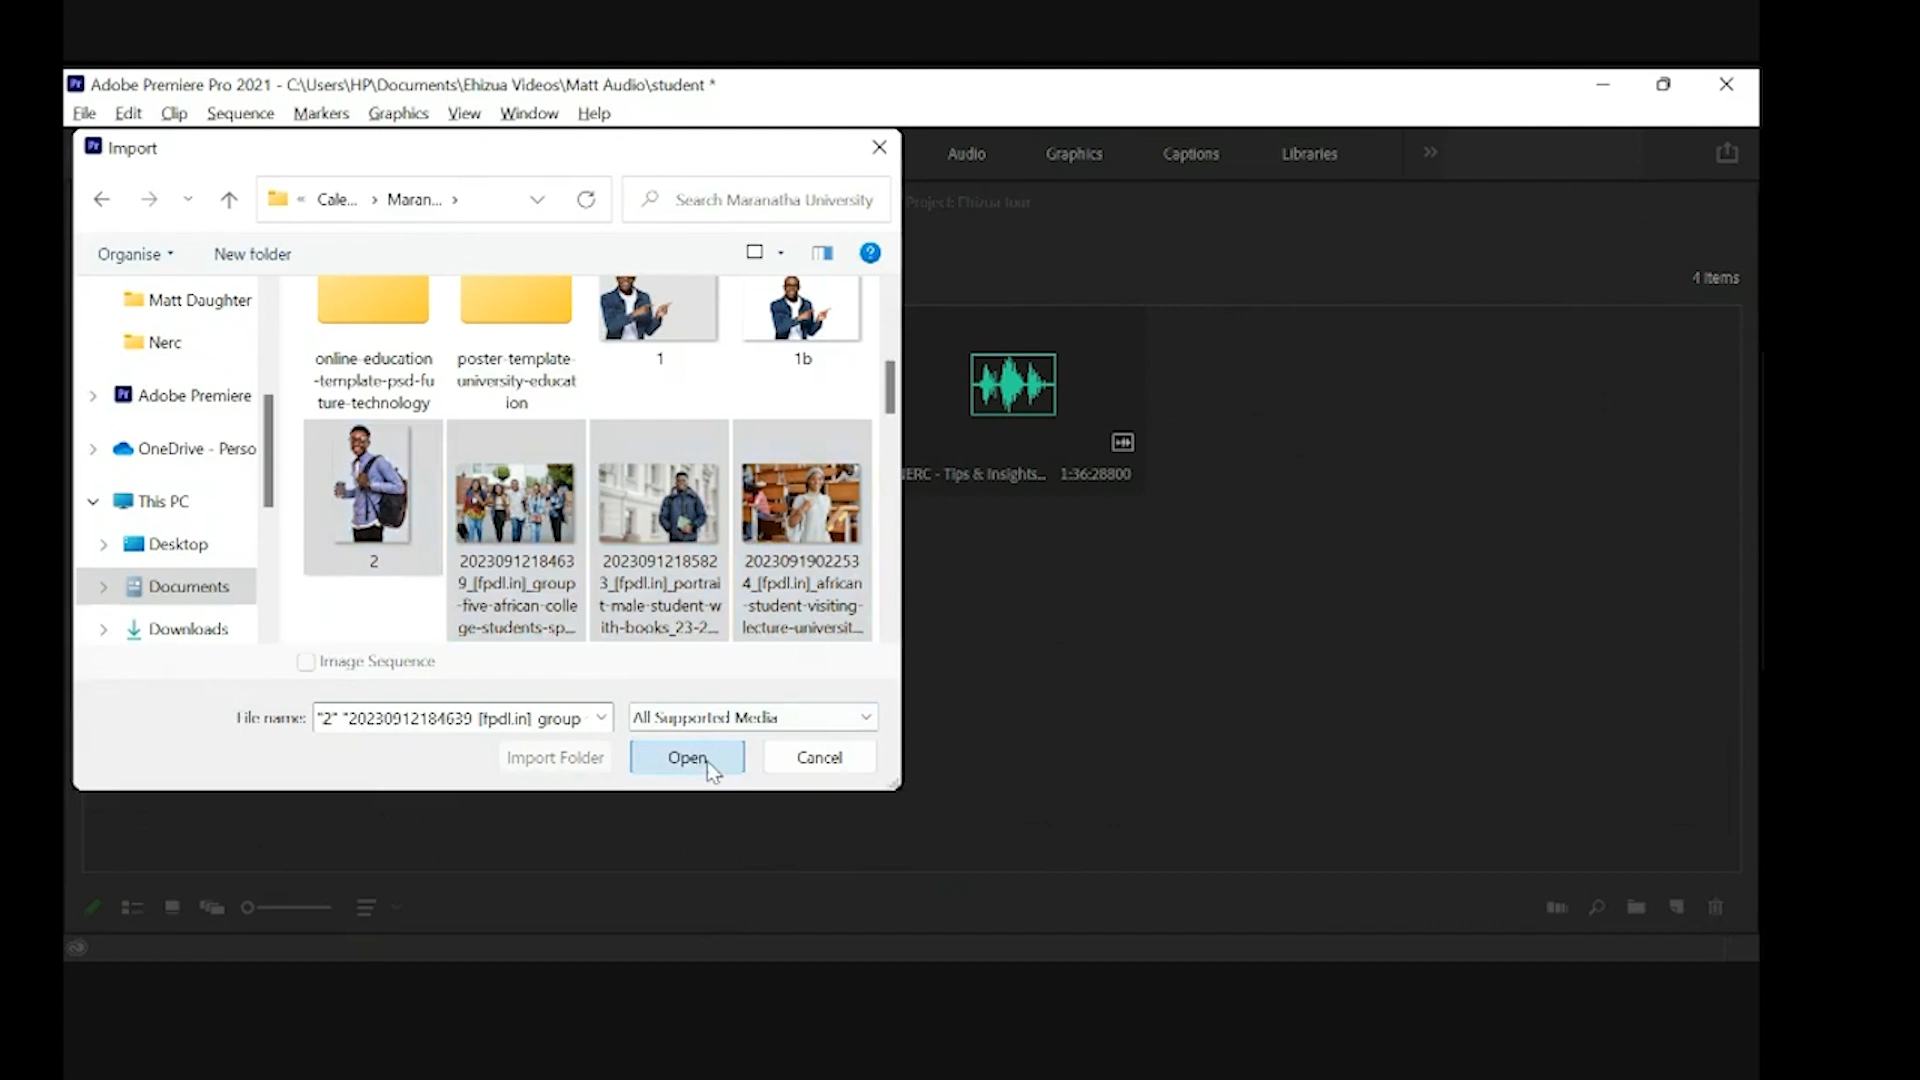 Adobe Premiere Pro 2021 - C:\Users\HP\Documents\Ehizua Videos\Matt Audio\student *
File Edit Clip Sequence Markers Graphics View Window Help
Import
« Cale... > Maran... >
Search Maranatha University
Audio Graphics Captions Libraries
Project: Ehizua tour
Organise
New folder
4 Items
Matt Daughter
Nerc
Adobe Premiere
OneDrive - Perso
This PC
Desktop
Documents
Downloads
online-education
-template-psd-fu
ture-technology
poster-template-
university-educat
ion
1
1b
2
2023091218463
9_[fpdl.in]_group
-five-african-colle
ge-students-sp...
2023091218582
3_[fpdl.in]_portrai
t-male-student-w
ith-books_23-2...
2023091902253
4_[fpdl.in]_african
-student-visiting-
lecture-universit...
NERC - Tips & Insights... 1:36:28800
Image Sequence
File name: "2" "20230912184639 [fpdl.in] group
All Supported Media
Import Folder
Open
Cancel